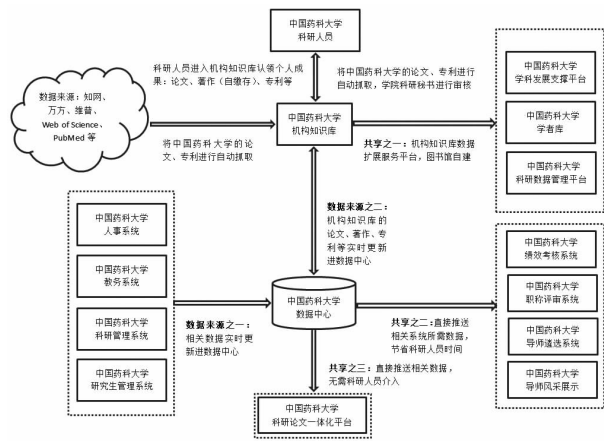 中国药科大学
科研人员
科研人员进入机构知识库认领个人成
果：论文、著作（自缴存）、专利等
将中国药科大学的论文、专利进行
自动抓取，学院科研秘书进行审核
数据来源：知网、
万方、维普、
Web of Science、
PubMed 等
将中国药科大学的论
文、专利进行自动抓取
中国药科大学
机构知识库
共享之一：机构知识库数据
扩展服务平台，图书馆自建
中国药科大学
学科发展支撑平台
中国药科大学
学者库
中国药科大学
科研数据管理平台
数据来源之二：
机构知识库的
论文、著作、专
利等实时更新
进数据中心
中国药科大学
人事系统
中国药科大学
教务系统
中国药科大学
科研管理系统
中国药科大学
研究生管理系统
数据来源之一：
相关数据实时更
新进数据中心
中国药科大学
数据中心
共享之二：直接推送
相关系统所需数据，
节省科研人员时间
中国药科大学
绩效考核系统
中国药科大学
职称评审系统
中国药科大学
导师遴选系统
中国药科大学
导师风采展示
共享之三：直接推送相关数据，
无需科研人员介入
中国药科大学
科研论文一体化平台